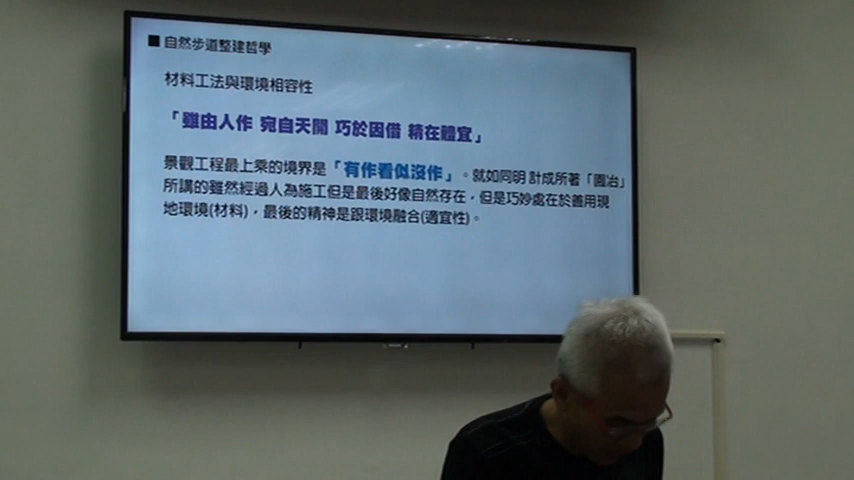 ■ 自然步道整建哲學
材料工法與環境相容性
「雖由人作 宛自天開 巧於因借 精在體宜」
景觀工程最上乘的境界是「有作看似沒作」。就如同明 計成所著「園冶」
所講的雖然經過人為施工但是最後好像自然存在，但是巧妙處在於善用現
地環境(材料)，最後的精神是跟環境融合(適宜性)。